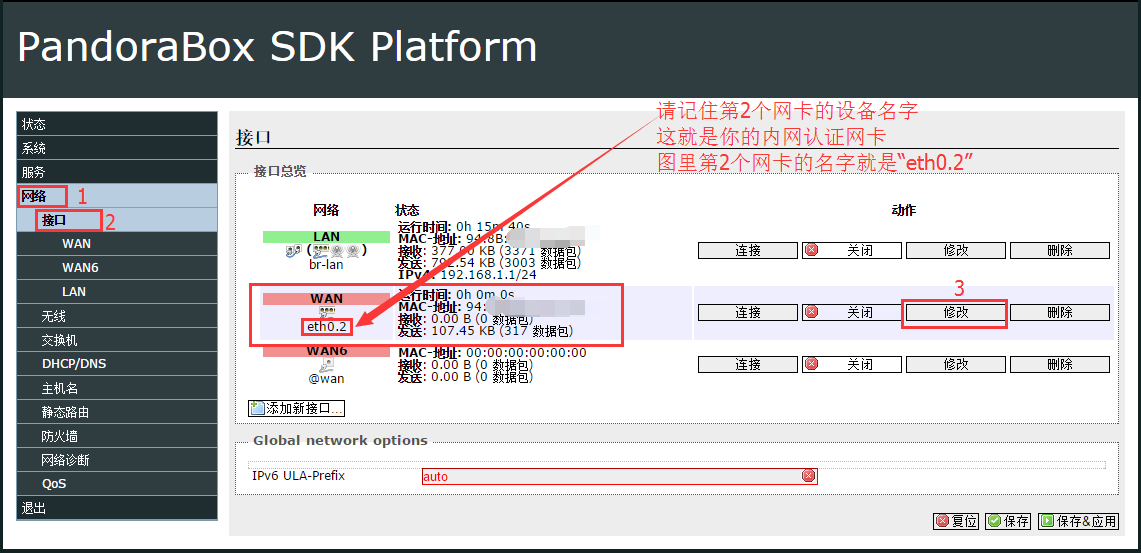 PandoraBox SDK Platform
状态
系统
服务
网络 1
接口 2
WAN
WAN6
LAN
无线
交换机
DHCP/DNS
主机名
静态路由
防火墙
网络诊断
QoS
退出
请记住第2个网卡的设备名字
这就是你的内网认证网卡
图里第2个网卡的名字就是“eth0.2”
接口
接口总览
网络 状态 动作
LAN
br-lan
运行时间: 0h 15m 40s
MAC-地址: 94:8B:
接收: 377.00 KB (3371 数据包)
发送: 792.54 KB (3003 数据包)
IPv4: 192.168.1.1/24
连接 关闭 修改 删除
WAN
eth0.2
运行时间: 0h 0m 0s
MAC-地址: 94:
接收: 0.00 B (0 数据包)
发送: 107.45 KB (317 数据包)
3
连接 关闭 修改 删除
WAN6
@wan
MAC-地址: 00:00:00:00:00:00
接收: 0.00 B (0 数据包)
发送: 0.00 B (0 数据包)
连接 关闭 修改 删除
添加新接口...
Global network options
IPv6 ULA-Prefix auto
复位 保存 保存&应用